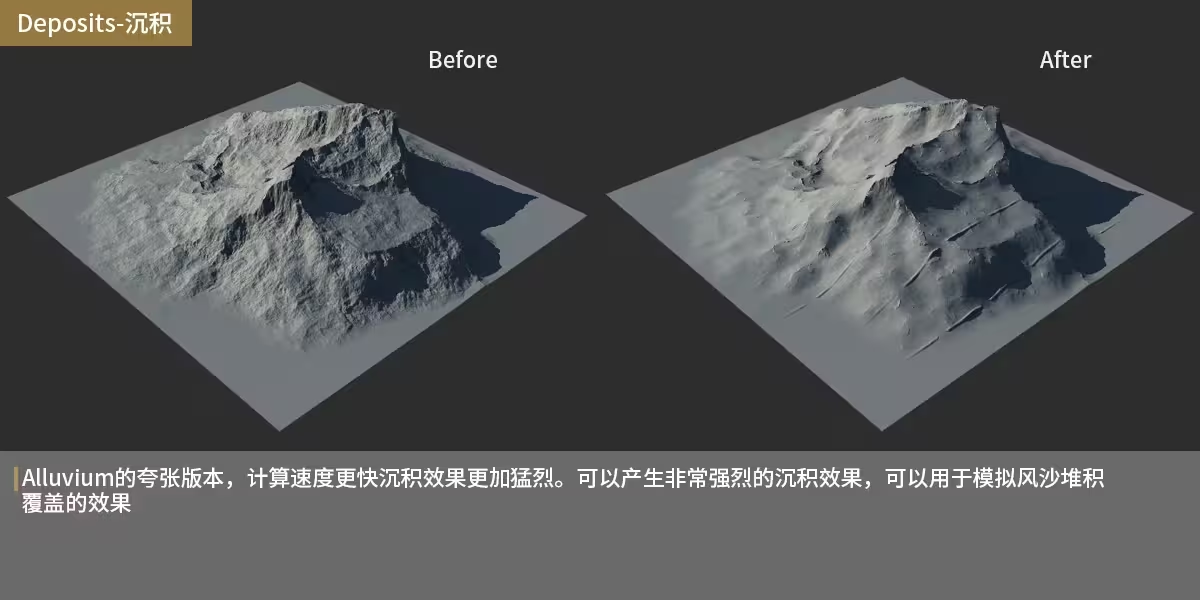 Deposits-沉积
Before
After
Alluvium的夸张版本，计算速度更快沉积效果更加猛烈。可以产生非常强烈的沉积效果，可以用于模拟风沙堆积
覆盖的效果